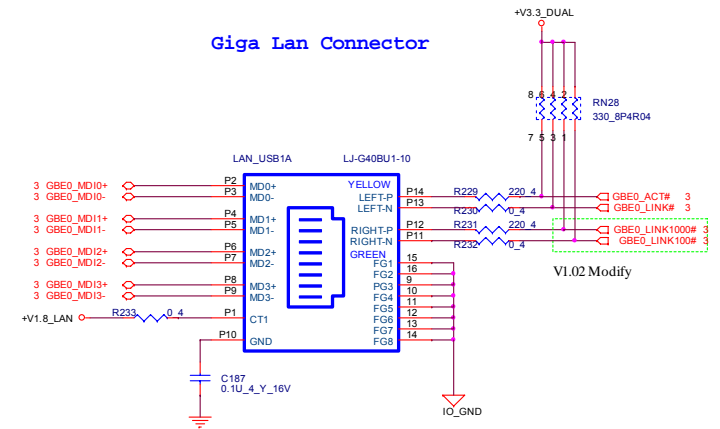 +V3.3_DUAL
Giga Lan Connector
8 6 4 2
RN28
330_8P4R04
7 5 3 1
LAN_USB1A LJ-G40BU1-10
3 GBE0_MDI0+ P2 MD0+
3 GBE0_MDI0- P3 MD0-
3 GBE0_MDI1+ P4 MD1+
3 GBE0_MDI1- P5 MD1-
3 GBE0_MDI2+ P6 MD2+
3 GBE0_MDI2- P7 MD2-
3 GBE0_MDI3+ P8 MD3+
3 GBE0_MDI3- P9 MD3-
+V1.8_LAN R233 0_4 P1 CT1
P10 GND
YELLOW
LEFT-P P14 R229 220_4 GBE0_ACT# 3
LEFT-N P13 R230 0_4 GBE0_LINK# 3
RIGHT-P P12 R231 220_4 GBE0_LINK1000# 3
RIGHT-N P11 R232 0_4 GBE0_LINK100# 3
GREEN
V1.02 Modify
FG1 15
FG2 16
PG3 9
FG4 10
FG5 11
FG6 12
FG7 13
FG8 14
C187
0.1U_4_Y_16V
IO_GND